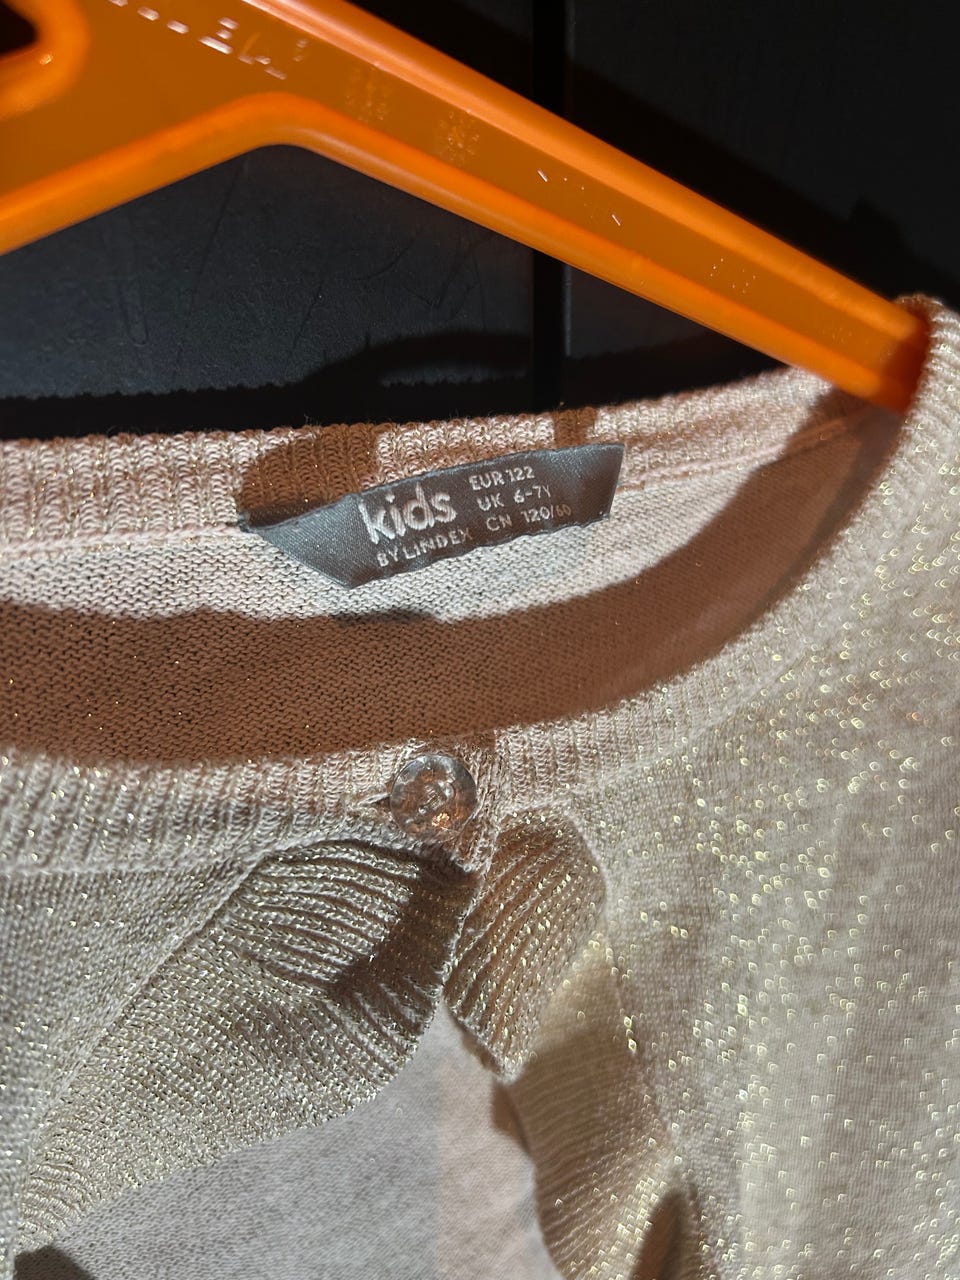 kids
BY LINDEX
EUR 122
UK 6-7Y
CN 120/60